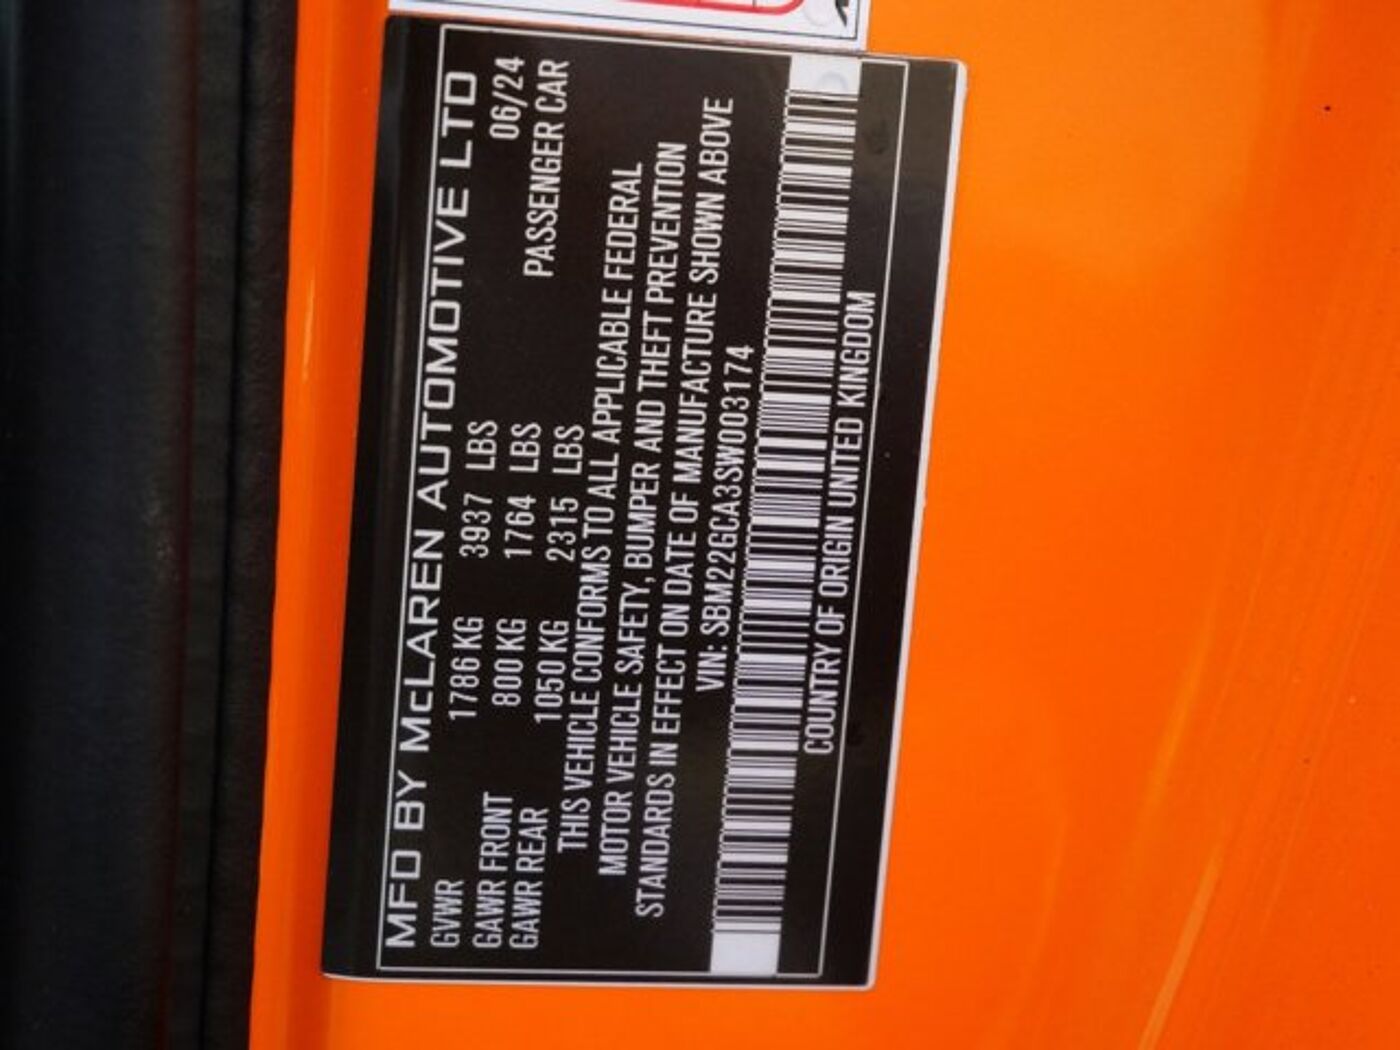 MFD BY McLAREN AUTOMOTIVE LTD
GVWR 1786 KG 3937 LBS 06/24
GAWR FRONT 800 KG 1764 LBS PASSENGER CAR
GAWR REAR 1050 KG 2315 LBS
THIS VEHICLE CONFORMS TO ALL APPLICABLE FEDERAL
MOTOR VEHICLE SAFETY, BUMPER AND THEFT PREVENTION
STANDARDS IN EFFECT ON DATE OF MANUFACTURE SHOWN ABOVE
VIN: SBM22GCA3SW003174
COUNTRY OF ORIGIN UNITED KINGDOM